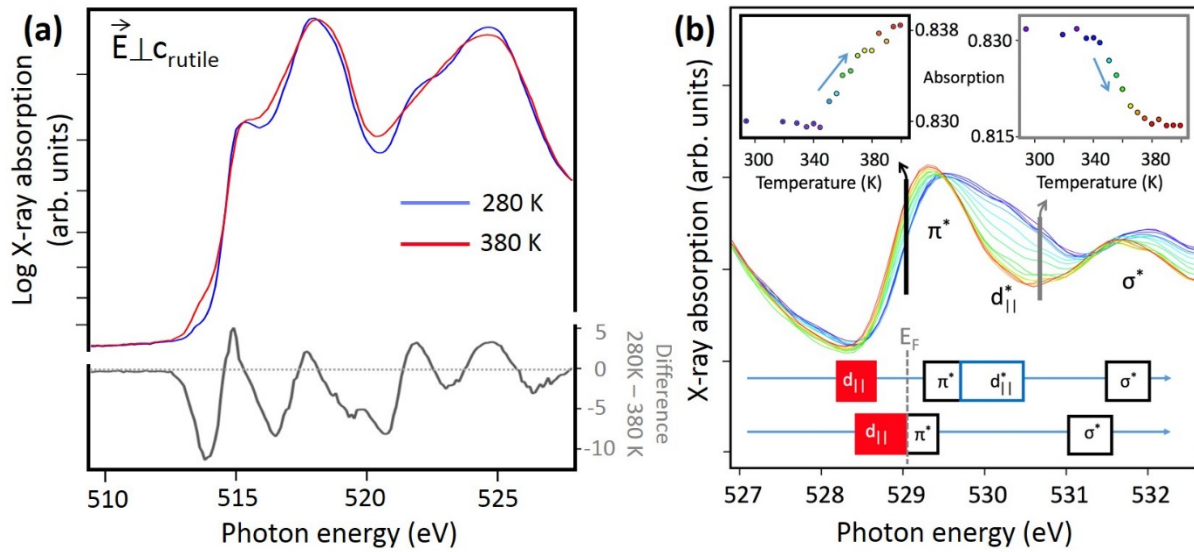 (a)
E⊥c_rutile
Log X-ray absorption
(arb. units)
280 K
380 K
5
0
-5
-10
Difference
280K – 380 K
510
515
520
525
Photon energy (eV)
(b)
0.838
0.830
Absorption
300
340
380
Temperature (K)
0.830
0.815
300
340
380
Temperature (K)
X-ray absorption (arb. units)
π*
d||*
σ*
E_F
d||
π*
d||*
σ*
d||
π*
σ*
527
528
529
530
531
532
Photon energy (eV)